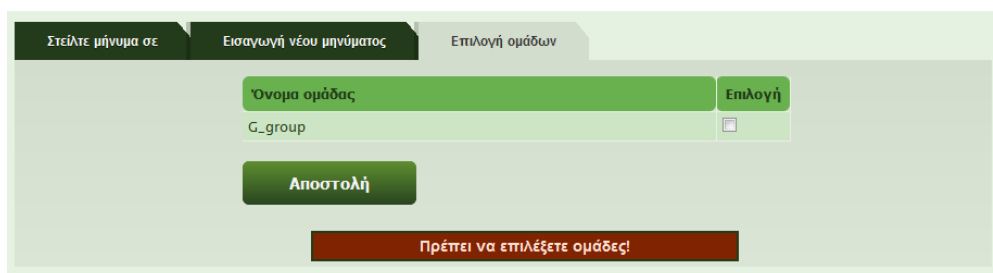 Στείλτε μήνυμα σε Εισαγωγή νέου μηνύματος Επιλογή ομάδων
Όνομα ομάδας Επιλογή
G_group
Αποστολή
Πρέπει να επιλέξετε ομάδες!